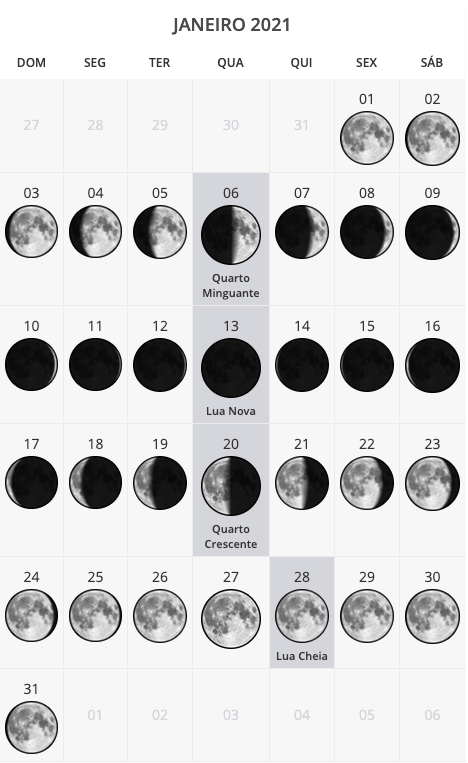 JANEIRO 2021
DOM SEG TER QUA QUI SEX SÁB
27 28 29 30 31 01 02
03 04 05 06 07 08 09
Quarto
Minguante
10 11 12 13 14 15 16
Lua Nova
17 18 19 20 21 22 23
Quarto
Crescente
24 25 26 27 28 29 30
Lua Cheia
31 01 02 03 04 05 06